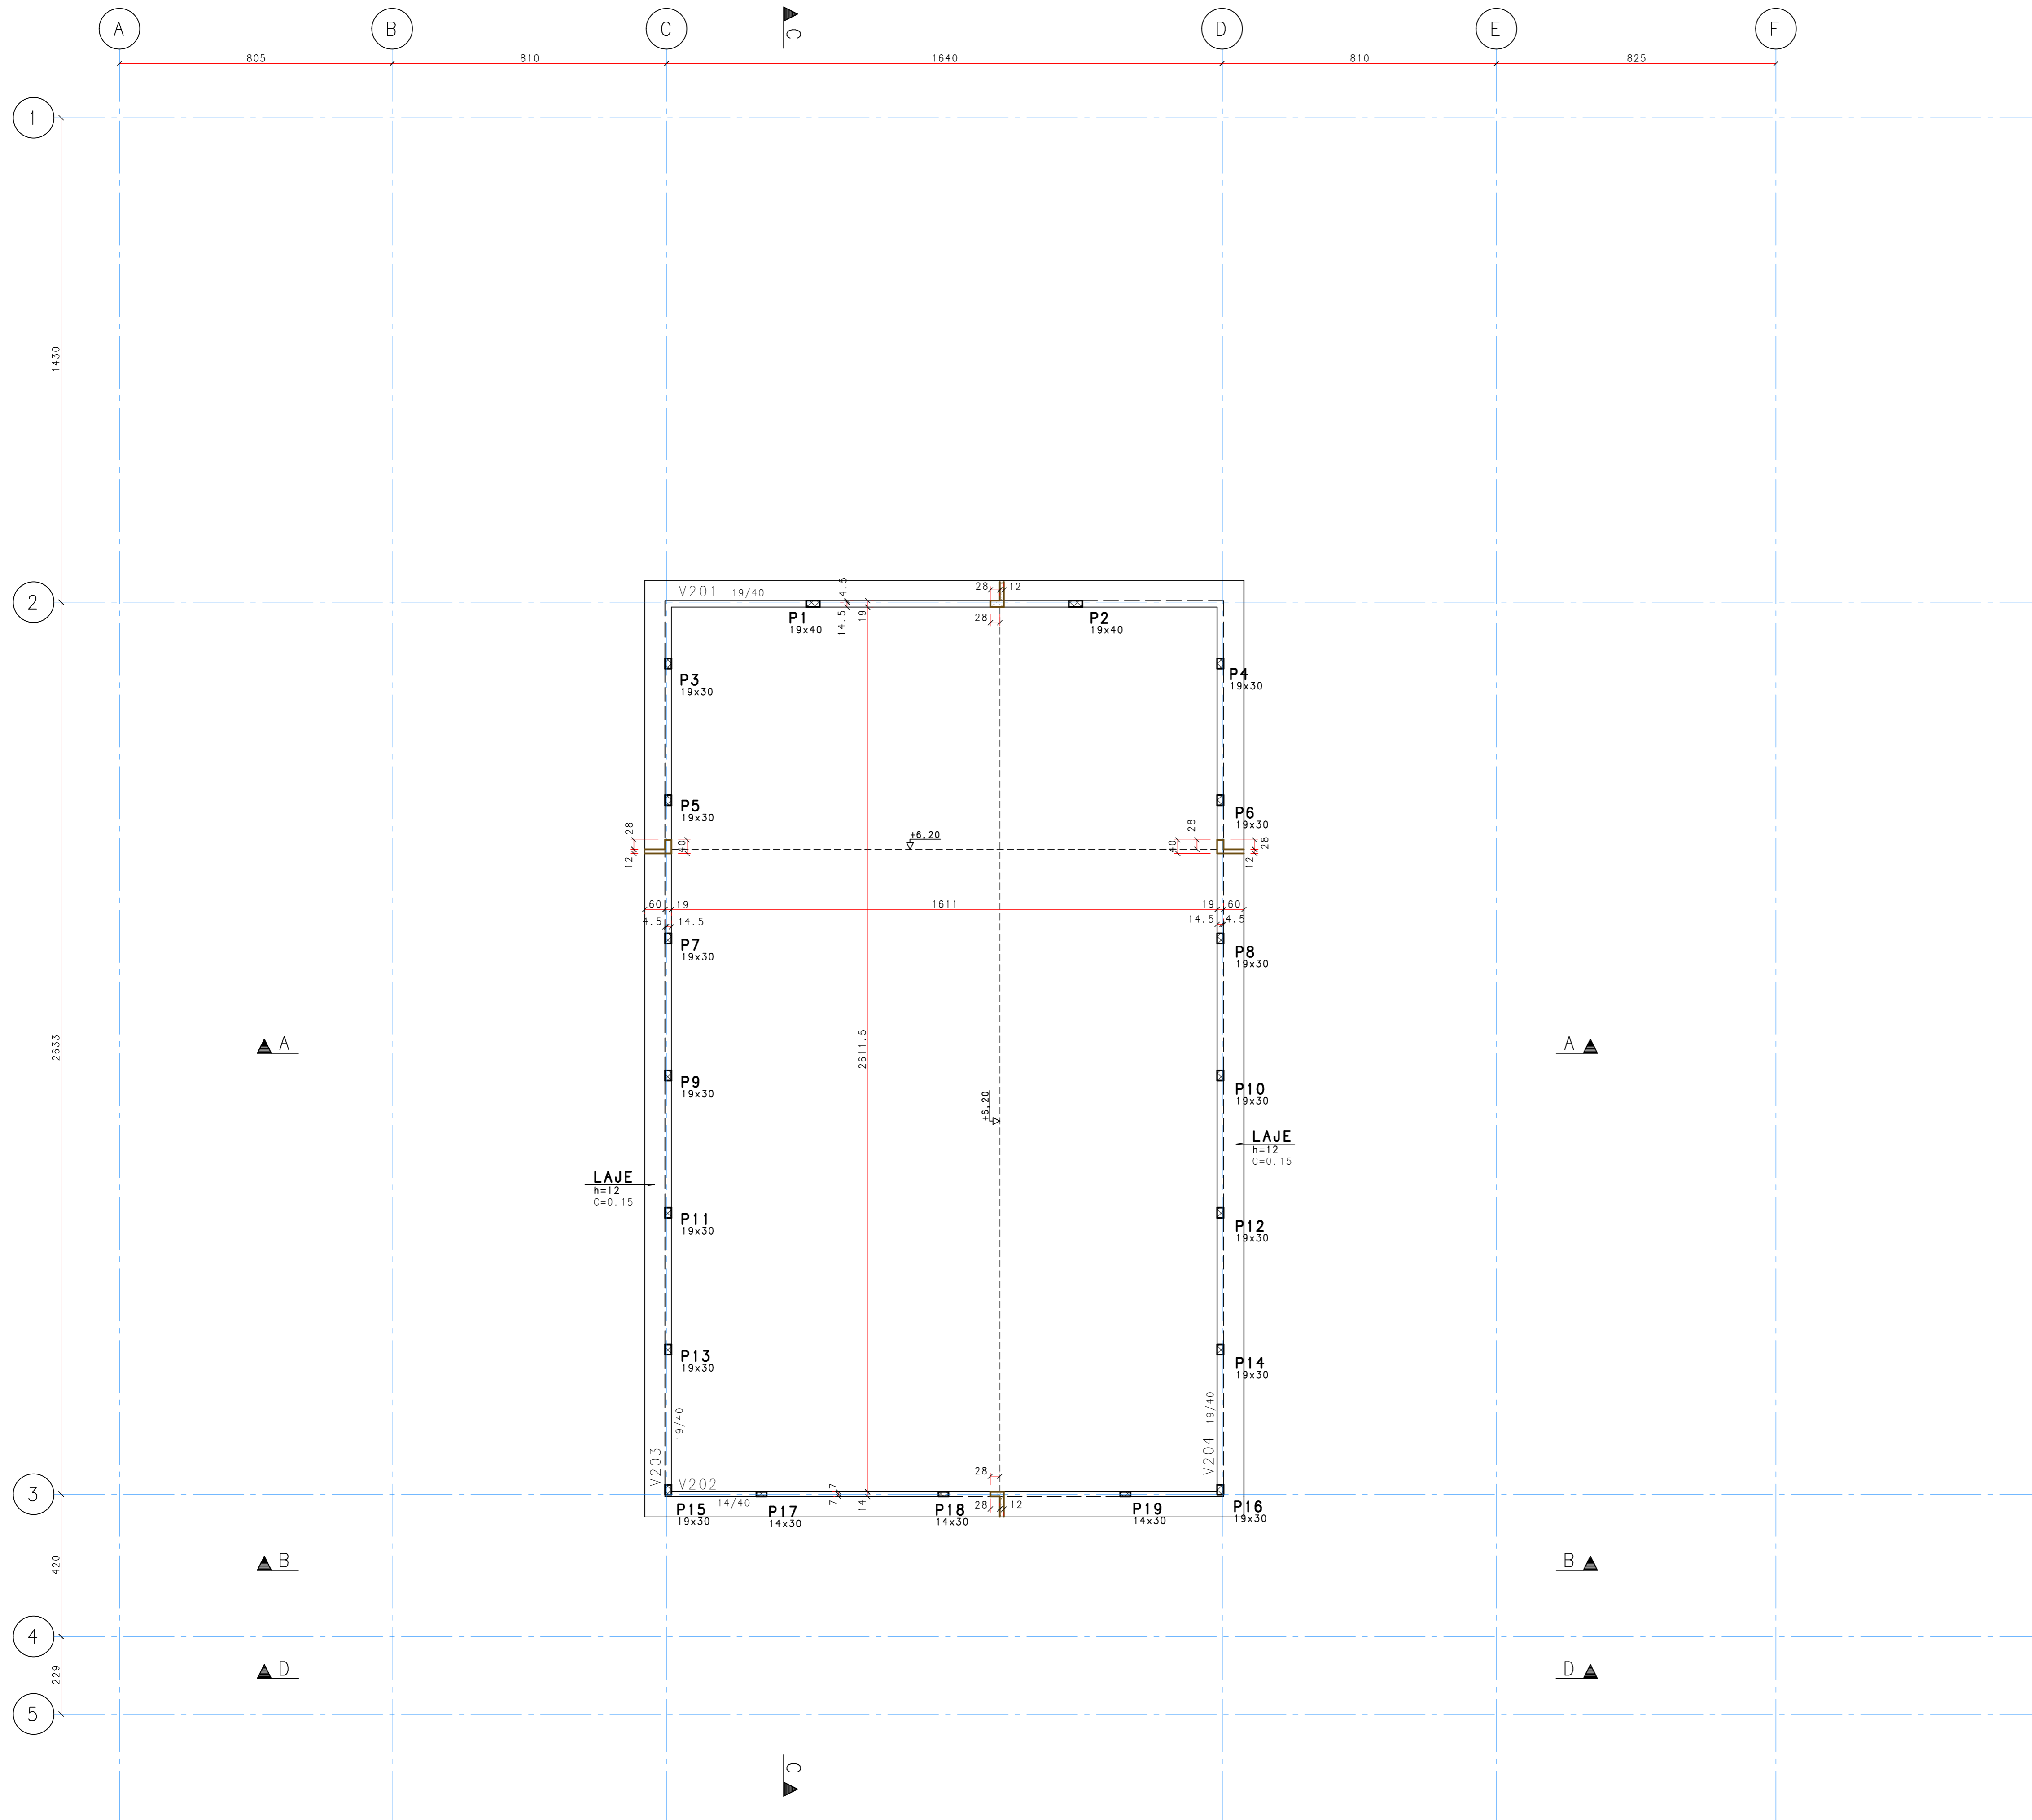 A B C D E F
C
805 810 1640 810 825
1
1430
2
V201 19/40
4.5
14.5
19
28 12
28
P1
19x40
P2
19x40
P3
19x30
P4
19x30
P5
19x30
P6
19x30
+6,20
28
12
40
40
28
28
12
60 19 1611 19 60
4.5 14.5 14.5 4.5
P7
19x30
P8
19x30
2633
2611.5
A A
P9
19x30
P10
19x30
+6,20
LAJE
h=12
C=0.15
LAJE
h=12
C=0.15
P11
19x30
P12
19x30
P13
19x30
P14
19x30
19/40
V203
19/40
V204
3
V202
14/40
7
7
14
28
28 12
P15
19x30
P17
14x30
P18
14x30
P19
14x30
P16
19x30
420
B B
4
229
D D
5
C